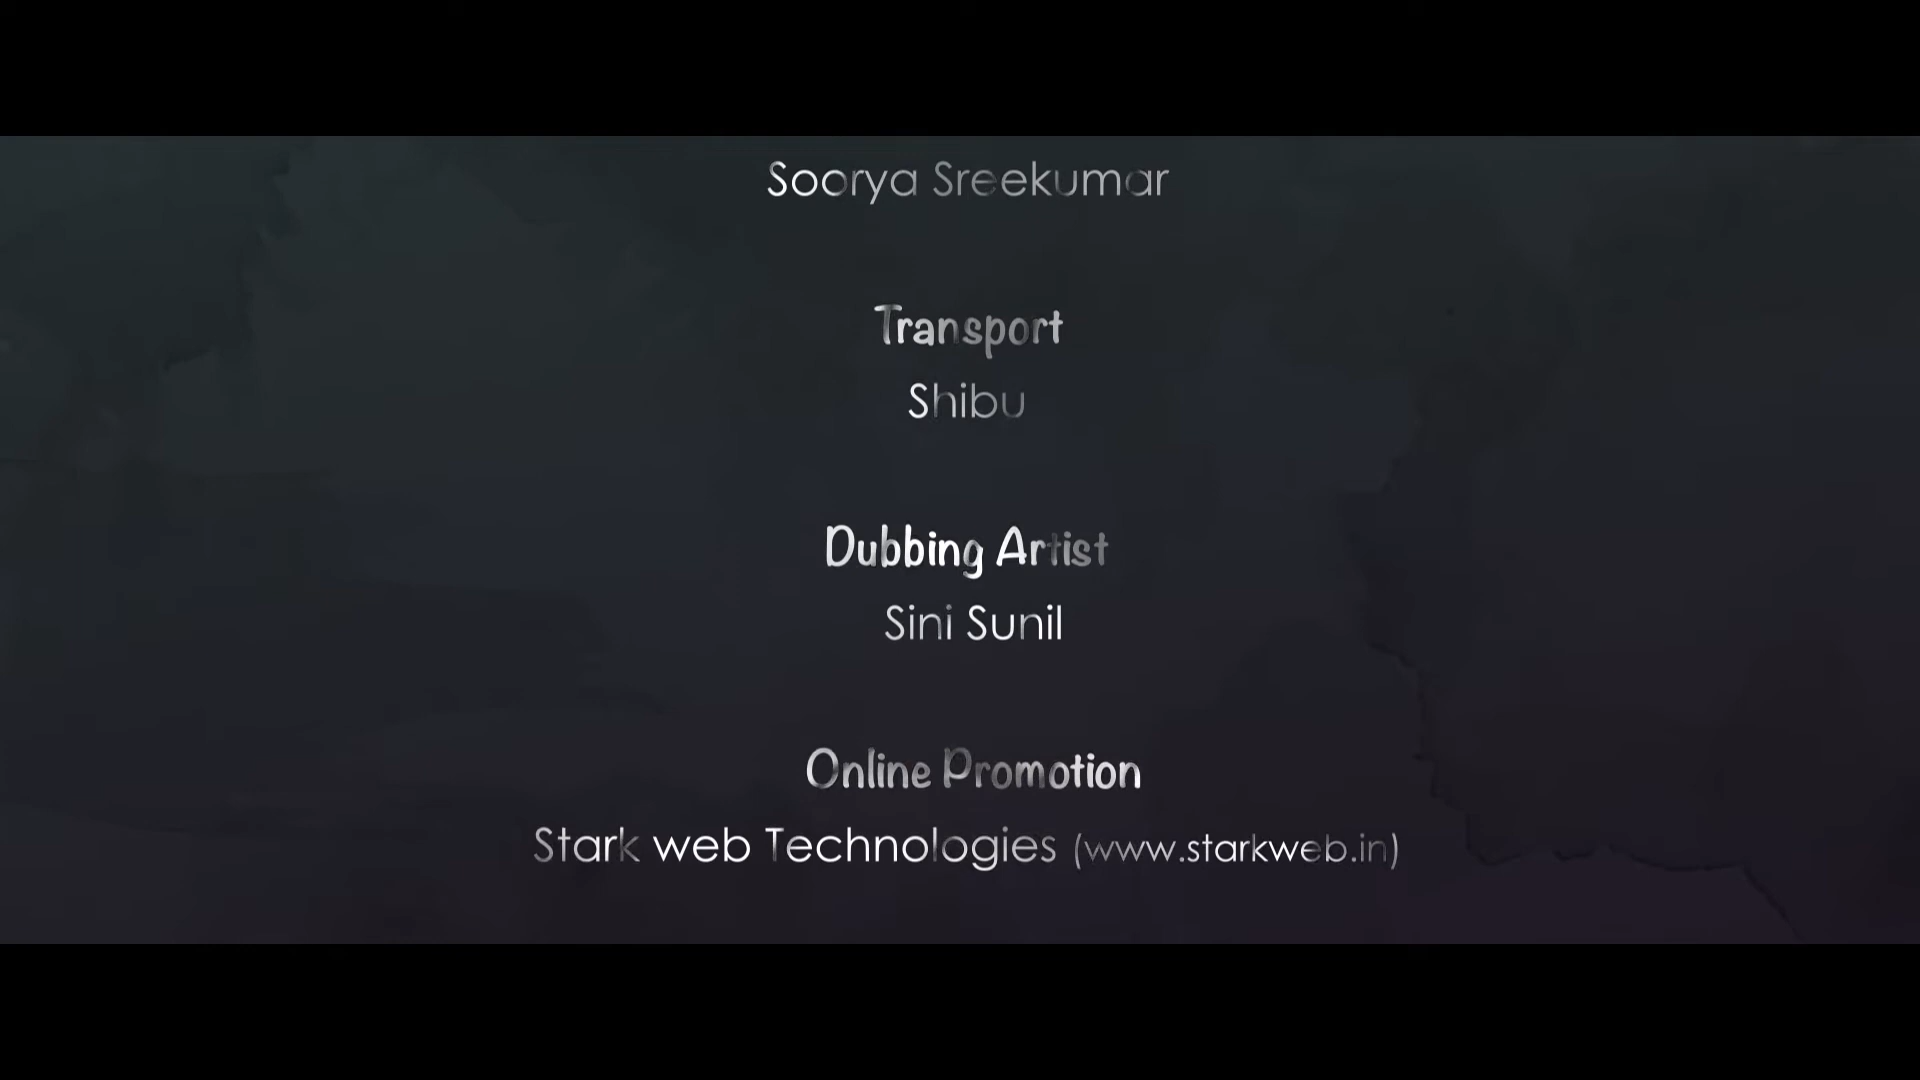 Soorya Sreekumar
Transport
Shibu
Dubbing Artist
Sini Sunil
Online Promotion
Stark web Technologies (www.starkweb.in)